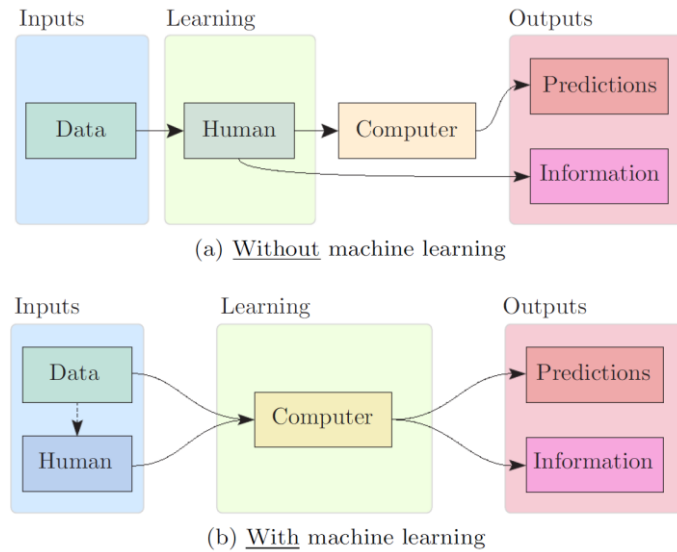 Inputs Learning Outputs
Data Human Computer Predictions
Information
(a) Without machine learning
Inputs Learning Outputs
Data Predictions
Computer
Human Information
(b) With machine learning